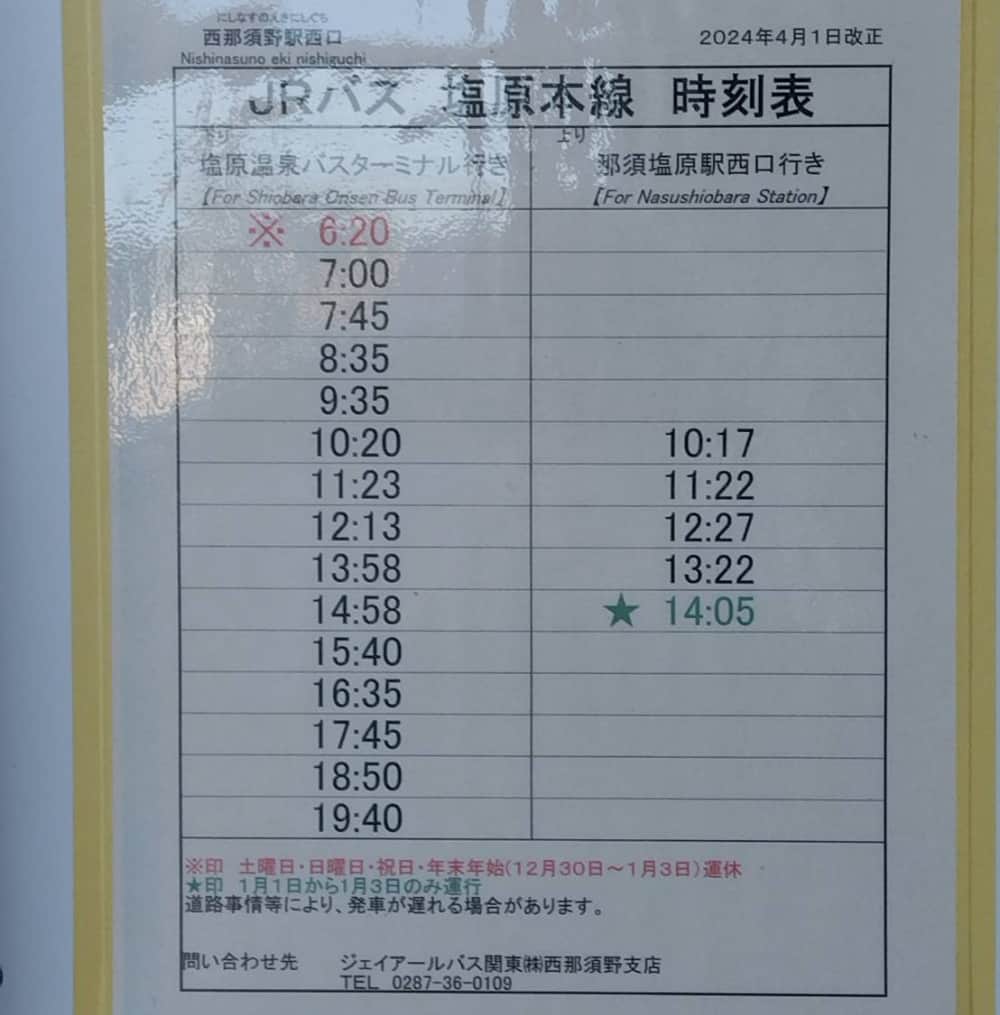 にしなすのえきにしぐち
西那須野駅西口
Nishinasuno eki nishiguchi
2024年4月1日改正
JRバス 塩原本線 時刻表
下り 上り
塩原温泉バスターミナル行き 那須塩原駅西口行き
【For Shiobara Onsen Bus Terminal】 【For Nasushiobara Station】
※ 6:20
7:00
7:45
8:35
9:35
10:20 10:17
11:23 11:22
12:13 12:27
13:58 13:22
14:58 ★ 14:05
15:40
16:35
17:45
18:50
19:40
※印 土曜日・日曜日・祝日・年末年始(12月30日～1月3日)運休
★印 1月1日から1月3日のみ運行
道路事情等により、発車が遅れる場合があります。
問い合わせ先 ジェイアールバス関東㈱西那須野支店
TEL 0287-36-0109